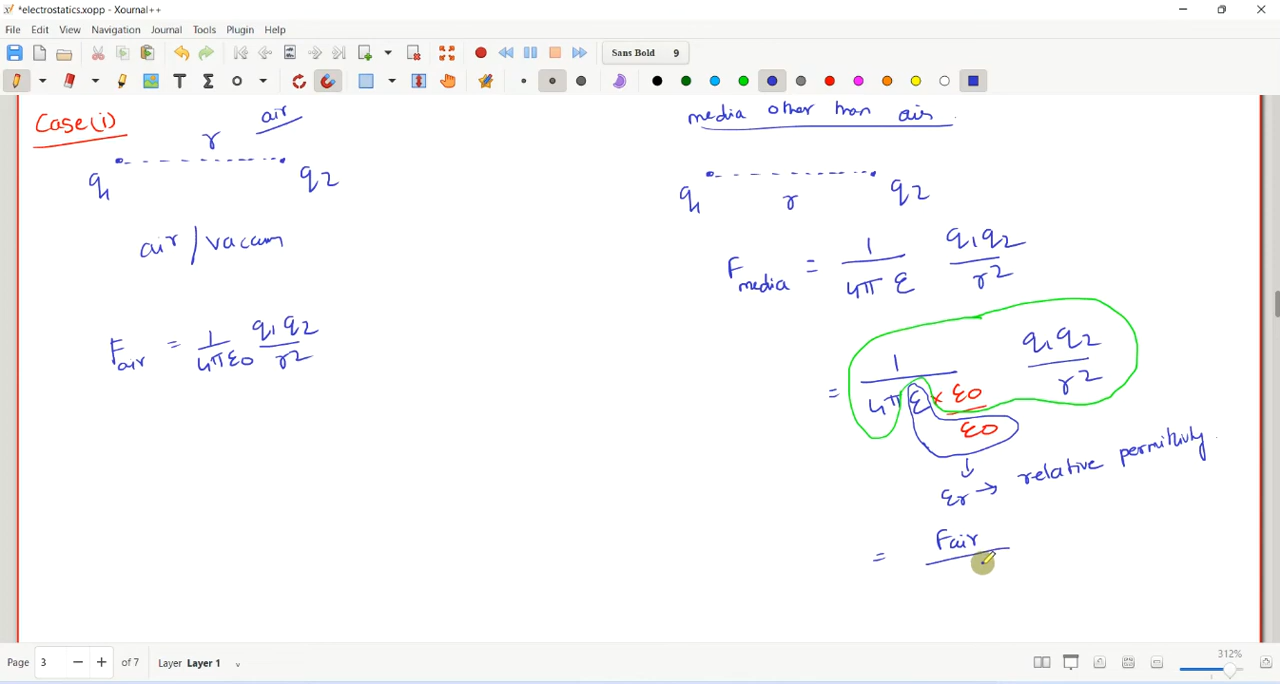 *electrostatics.xopp - Xournal++
File Edit View Navigation Journal Tools Plugin Help
Sans Bold 9
Case(i)
air
r
q1 q2
air/vacam
Fair = 1/4πε0 q1q2/r2
media other than air
q1 r q2
Fmedia = 1/4πε q1q2/r2
= 1/4πε × ε0/ε0 q1q2/r2
↓
εr → relative permitivity
= Fair
Page 3 − + of 7 Layer Layer 1
312%